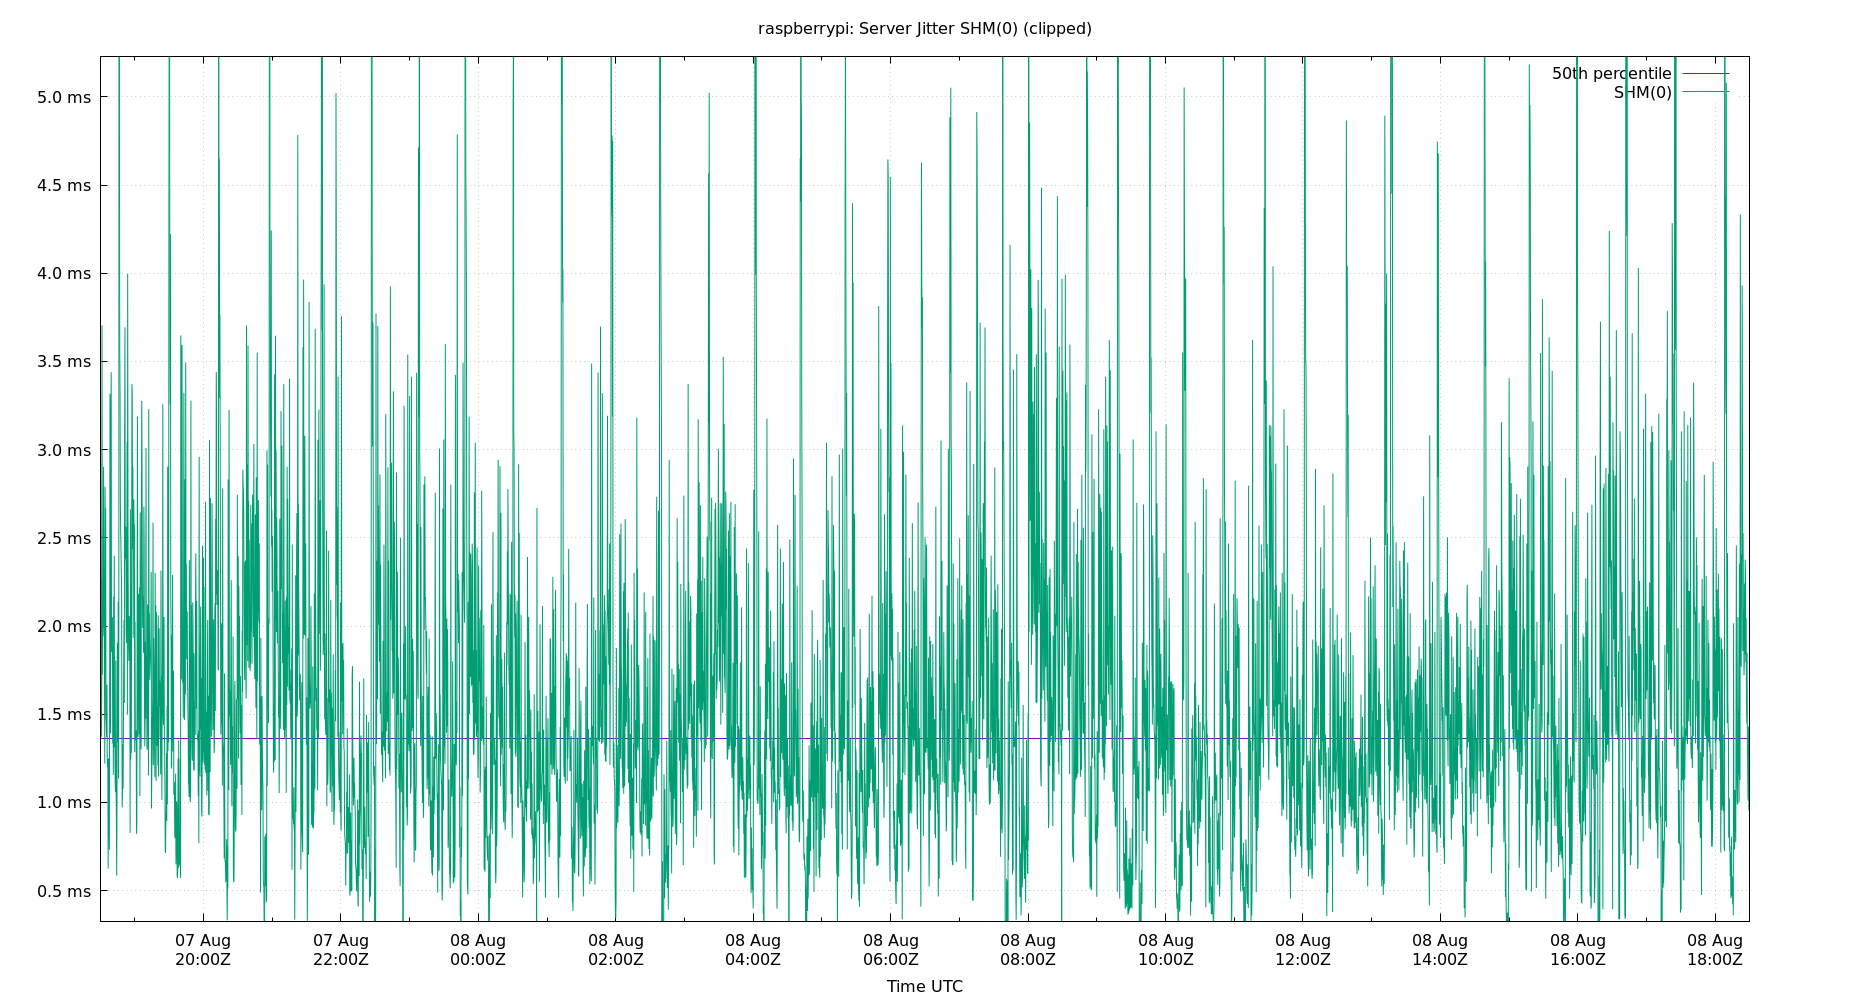 raspberrypi: Server Jitter SHM(0) (clipped)
50th percentile
SHM(0)
5.0 ms
4.5 ms
4.0 ms
3.5 ms
3.0 ms
2.5 ms
2.0 ms
1.5 ms
1.0 ms
0.5 ms
07 Aug 07 Aug 08 Aug 08 Aug 08 Aug 08 Aug 08 Aug 08 Aug 08 Aug 08 Aug 08 Aug 08 Aug
20:00Z 22:00Z 00:00Z 02:00Z 04:00Z 06:00Z 08:00Z 10:00Z 12:00Z 14:00Z 16:00Z 18:00Z
Time UTC